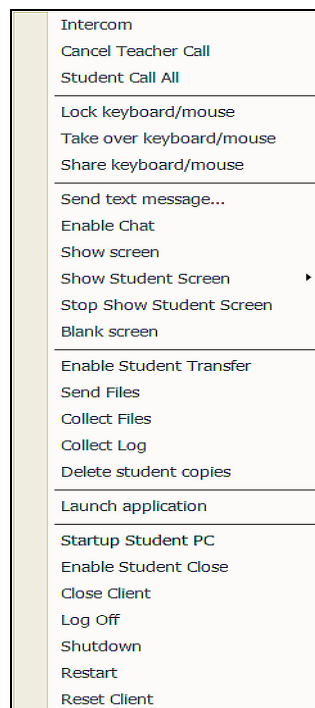 Intercom
Cancel Teacher Call
Student Call All
Lock keyboard/mouse
Take over keyboard/mouse
Share keyboard/mouse
Send text message...
Enable Chat
Show screen
Show Student Screen
Stop Show Student Screen
Blank screen
Enable Student Transfer
Send Files
Collect Files
Collect Log
Delete student copies
Launch application
Startup Student PC
Enable Student Close
Close Client
Log Off
Shutdown
Restart
Reset Client